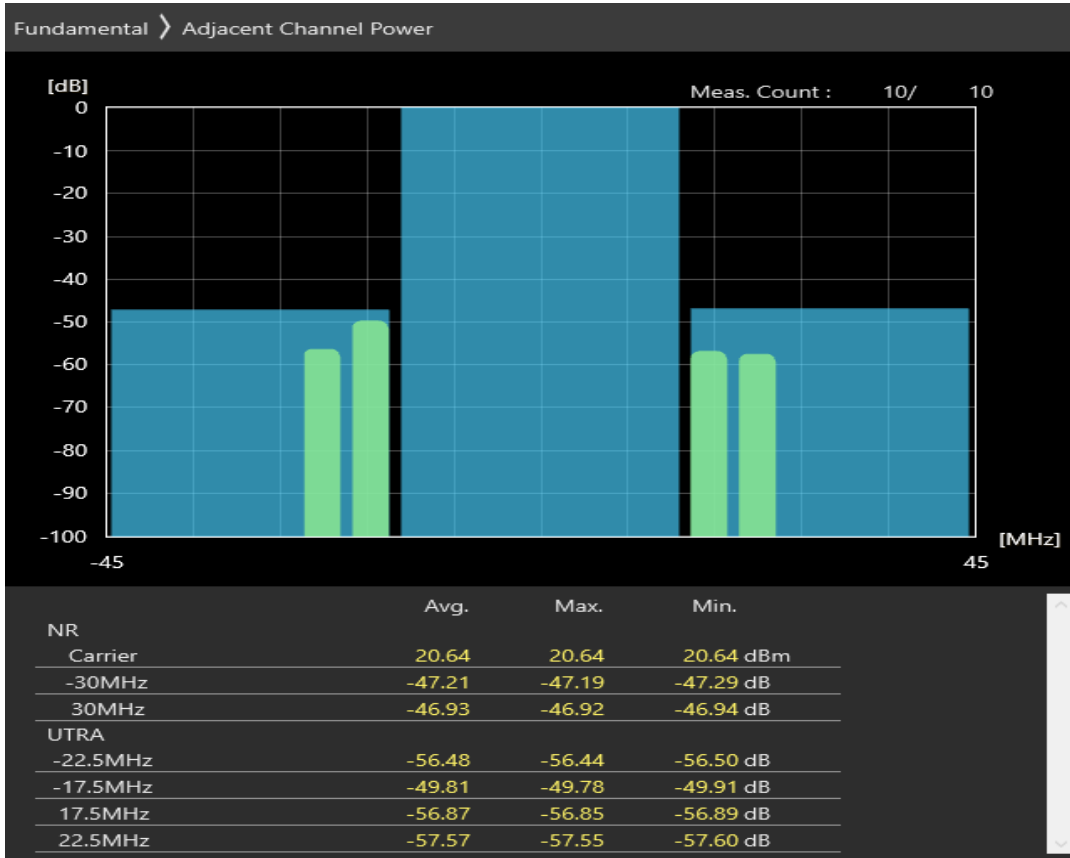 Fundamental 〉 Adjacent Channel Power
[dB]
Meas. Count : 10/ 10
0
-10
-20
-30
-40
-50
-60
-70
-80
-90
-100
[MHz]
-45 45
Avg. Max. Min.
NR
Carrier 20.64 20.64 20.64 dBm
-30MHz -47.21 -47.19 -47.29 dB
30MHz -46.93 -46.92 -46.94 dB
UTRA
-22.5MHz -56.48 -56.44 -56.50 dB
-17.5MHz -49.81 -49.78 -49.91 dB
17.5MHz -56.87 -56.85 -56.89 dB
22.5MHz -57.57 -57.55 -57.60 dB